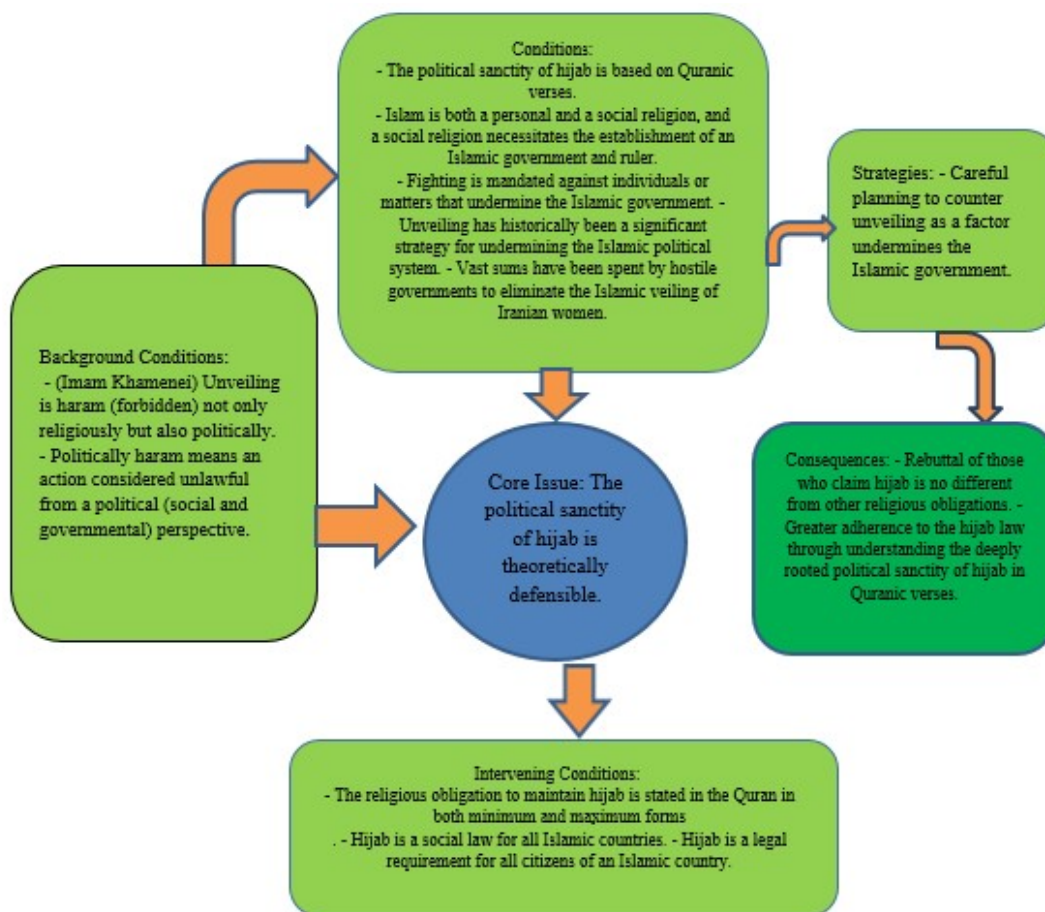 Conditions:
- The political sanctity of hijab is based on Quranic
verses.
- Islam is both a personal and a social religion, and
a social religion necessitates the establishment of an
Islamic government and ruler.
- Fighting is mandated against individuals or
matters that undermine the Islamic government. -
Unveiling has historically been a significant
strategy for undermining the Islamic political
system. - Vast sums have been spent by hostile
governments to eliminate the Islamic veiling of
Iranian women.
Strategies: - Careful
planning to counter
unveiling as a factor
undermines the
Islamic government.
Background Conditions:
- (Imam Khamenei) Unveiling
is haram (forbidden) not only
religiously but also politically.
- Politically haram means an
action considered unlawful
from a political (social and
governmental) perspective.
Core Issue: The
political sanctity
of hijab is
theoretically
defensible.
Consequences: - Rebuttal of those
who claim hijab is no different
from other religious obligations. -
Greater adherence to the hijab law
through understanding the deeply
rooted political sanctity of hijab in
Quranic verses.
Intervening Conditions:
- The religious obligation to maintain hijab is stated in the Quran in
both minimum and maximum forms
. - Hijab is a social law for all Islamic countries. - Hijab is a legal
requirement for all citizens of an Islamic country.